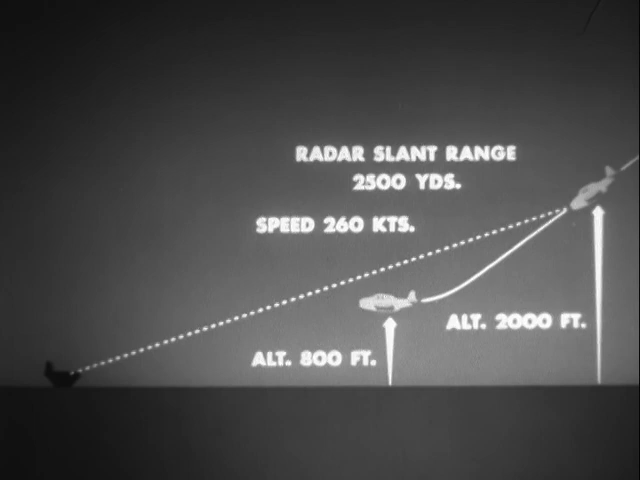 RADAR SLANT RANGE
2500 YDS.
SPEED 260 KTS.
ALT. 2000 FT.
ALT. 800 FT.